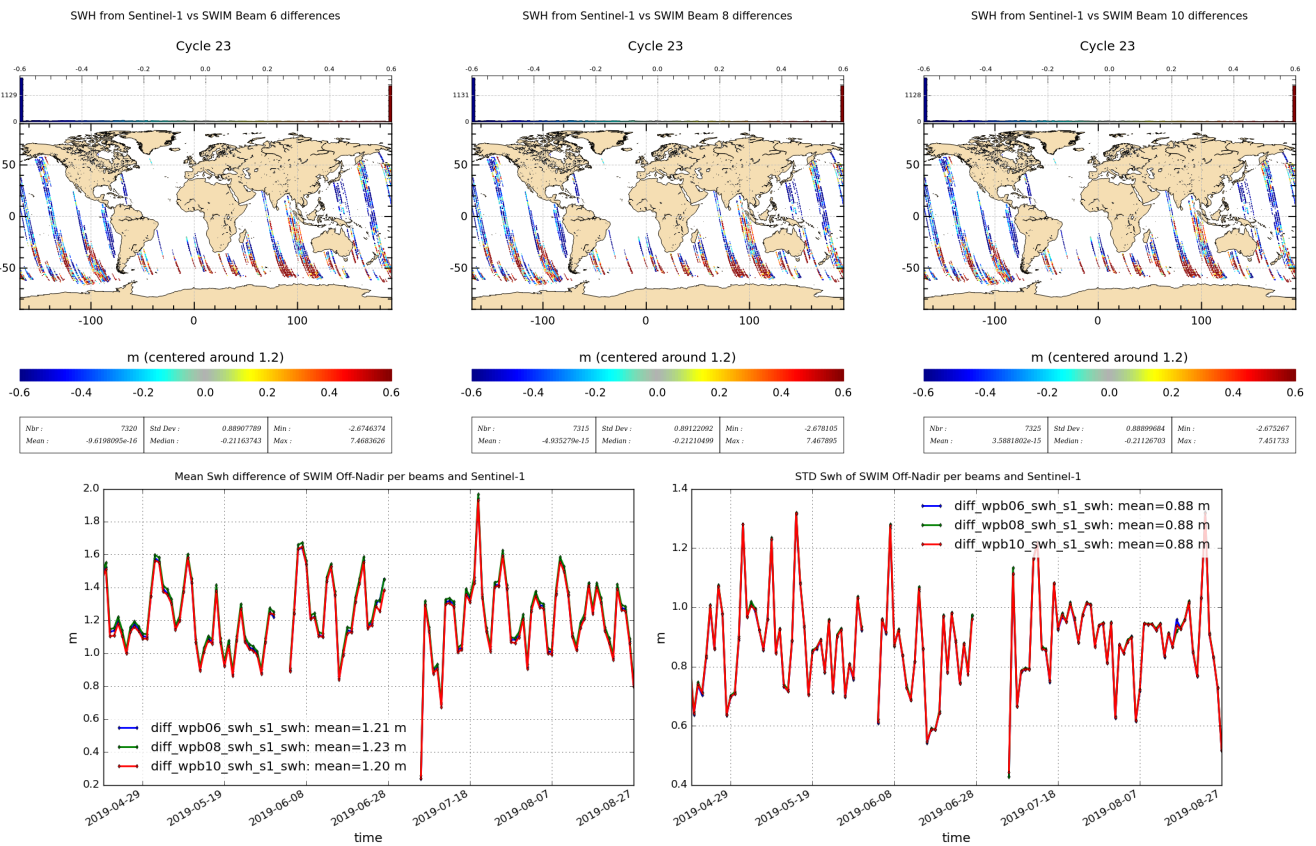 SWH from Sentinel-1 vs SWIM Beam 6 differences
Cycle 23
-0.6 -0.4 -0.2 0.0 0.2 0.4 0.6
1129
0
50
0
-50
-100 0 100
m (centered around 1.2)
-0.6 -0.4 -0.2 0.0 0.2 0.4 0.6
Nbr : 7320 Std Dev : 0.88907789 Min : -2.6746374
Mean : -9.6198095e-16 Median : -0.21163743 Max : 7.4683626
SWH from Sentinel-1 vs SWIM Beam 8 differences
Cycle 23
-0.6 -0.4 -0.2 0.0 0.2 0.4 0.6
1131
0
50
0
-50
-100 0 100
m (centered around 1.2)
-0.6 -0.4 -0.2 0.0 0.2 0.4 0.6
Nbr : 7315 Std Dev : 0.89122092 Min : -2.678105
Mean : -4.935279e-15 Median : -0.21210499 Max : 7.467895
SWH from Sentinel-1 vs SWIM Beam 10 differences
Cycle 23
-0.6 -0.4 -0.2 0.0 0.2 0.4 0.6
1128
0
50
0
-50
-100 0 100
m (centered around 1.2)
-0.6 -0.4 -0.2 0.0 0.2 0.4 0.6
Nbr : 7325 Std Dev : 0.88899684 Min : -2.675267
Mean : 3.5881802e-15 Median : -0.21126703 Max : 7.451733
Mean Swh difference of SWIM Off-Nadir per beams and Sentinel-1
2.0
1.8
1.6
1.4
1.2
1.0
0.8
0.6
0.4
0.2
m
diff_wpb06_swh_s1_swh: mean=1.21 m
diff_wpb08_swh_s1_swh: mean=1.23 m
diff_wpb10_swh_s1_swh: mean=1.20 m
2019-04-29 2019-05-19 2019-06-08 2019-06-28 2019-07-18 2019-08-07 2019-08-27
time
STD Swh of SWIM Off-Nadir per beams and Sentinel-1
1.4
1.2
1.0
0.8
0.6
0.4
m
diff_wpb06_swh_s1_swh: mean=0.88 m
diff_wpb08_swh_s1_swh: mean=0.88 m
diff_wpb10_swh_s1_swh: mean=0.88 m
2019-04-29 2019-05-19 2019-06-08 2019-06-28 2019-07-18 2019-08-07 2019-08-27
time